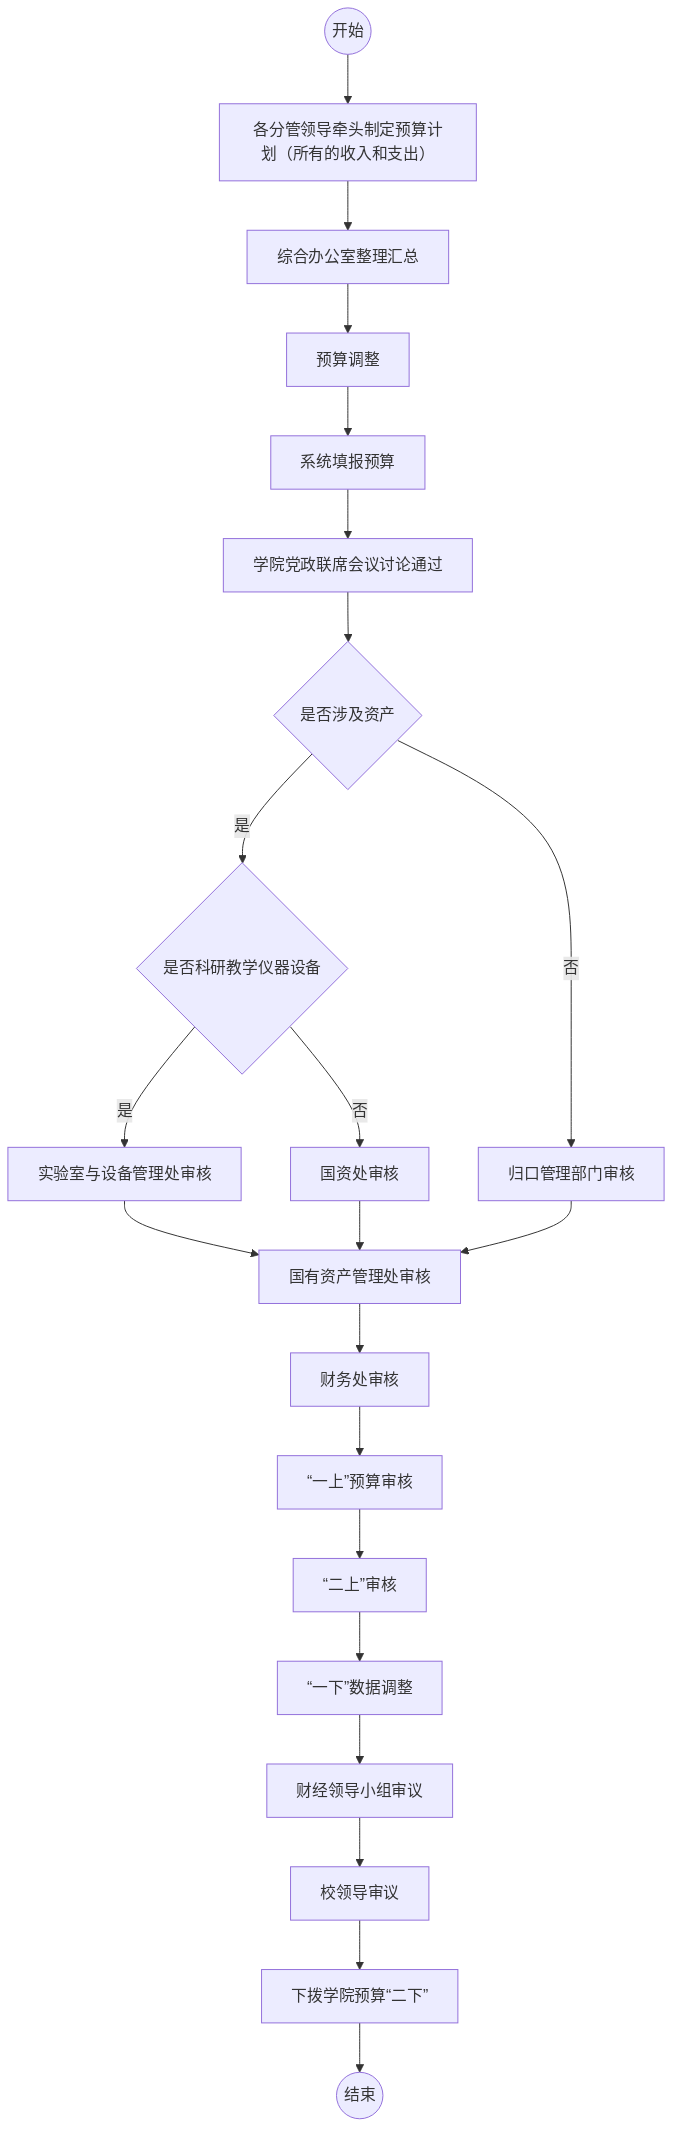 开始
各分管领导牵头制定预算计
划（所有的收入和支出）
综合办公室整理汇总
预算调整
系统填报预算
学院党政联席会议讨论通过
是否涉及资产
是
否
是否科研教学仪器设备
是
否
实验室与设备管理处审核
国资处审核
归口管理部门审核
国有资产管理处审核
财务处审核
“一上”预算审核
“二上”审核
“一下”数据调整
财经领导小组审议
校领导审议
下拨学院预算“二下”
结束